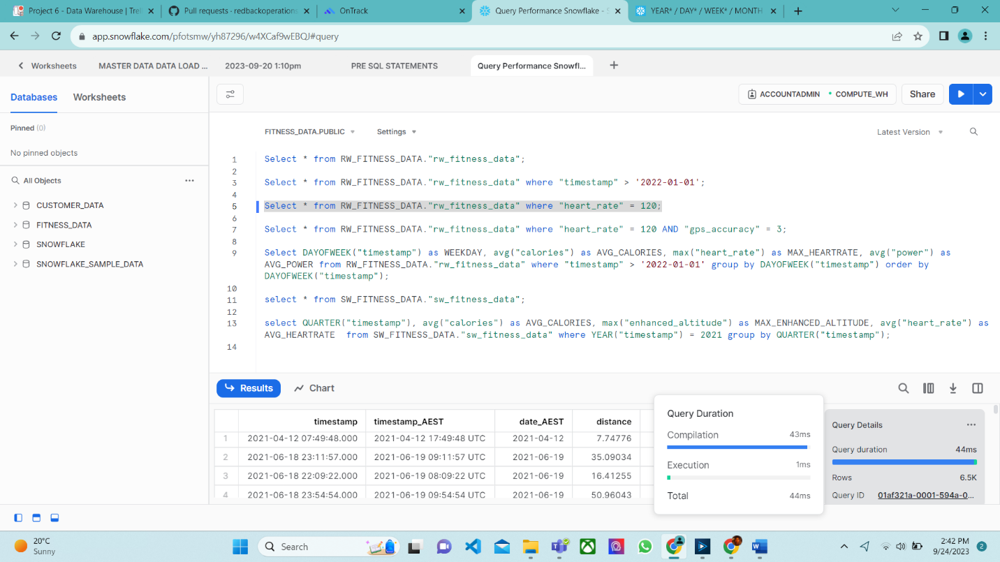 Project 6 - Data Warehouse | Trel
Pull requests · redbackoperation
OnTrack
Query Performance Snowflake - S
YEAR* / DAY* / WEEK* / MONTH
app.snowflake.com/pfotsmw/yh87296/w4XCaf9wEBQJ#query
Worksheets
MASTER DATA DATA LOAD ...
2023-09-20 1:10pm
PRE SQL STATEMENTS
Query Performance Snowfl...
Databases
Worksheets
ACCOUNTADMIN
COMPUTE_WH
Share
Pinned (0)
No pinned objects
All Objects
CUSTOMER_DATA
FITNESS_DATA
SNOWFLAKE
SNOWFLAKE_SAMPLE_DATA
FITNESS_DATA.PUBLIC
Settings
Latest Version
1 Select * from RW_FITNESS_DATA."rw_fitness_data";
2
3 Select * from RW_FITNESS_DATA."rw_fitness_data" where "timestamp" > '2022-01-01';
4
5 Select * from RW_FITNESS_DATA."rw_fitness_data" where "heart_rate" = 120;
6
7 Select * from RW_FITNESS_DATA."rw_fitness_data" where "heart_rate" = 120 AND "gps_accuracy" = 3;
8
9 Select DAYOFWEEK("timestamp") as WEEKDAY, avg("calories") as AVG_CALORIES, max("heart_rate") as MAX_HEARTRATE, avg("power") as
AVG_POWER from RW_FITNESS_DATA."rw_fitness_data" where "timestamp" > '2022-01-01' group by DAYOFWEEK("timestamp") order by
DAYOFWEEK("timestamp");
10
11 select * from SW_FITNESS_DATA."sw_fitness_data";
12
13 select QUARTER("timestamp"), avg("calories") as AVG_CALORIES, max("enhanced_altitude") as MAX_ENHANCED_ALTITUDE, avg("heart_rate") as
AVG_HEARTRATE from SW_FITNESS_DATA."sw_fitness_data" where YEAR("timestamp") = 2021 group by QUARTER("timestamp");
14
Results
Chart
timestamp timestamp_AEST date_AEST distance
1 2021-04-12 07:49:48.000 2021-04-12 17:49:48 UTC 2021-04-12 7.74776
2 2021-06-18 23:11:57.000 2021-06-19 09:11:57 UTC 2021-06-19 35.09034
3 2021-06-18 22:09:22.000 2021-06-19 08:09:22 UTC 2021-06-19 16.41255
4 2021-06-18 23:54:54.000 2021-06-19 09:54:54 UTC 2021-06-19 50.96043
Query Duration
Compilation 43ms
Execution 1ms
Total 44ms
Query Details
Query duration 44ms
Rows 6.5K
Query ID 01af321a-0001-594a-0...
20°C
Sunny
Search
2:42 PM
9/24/2023
2